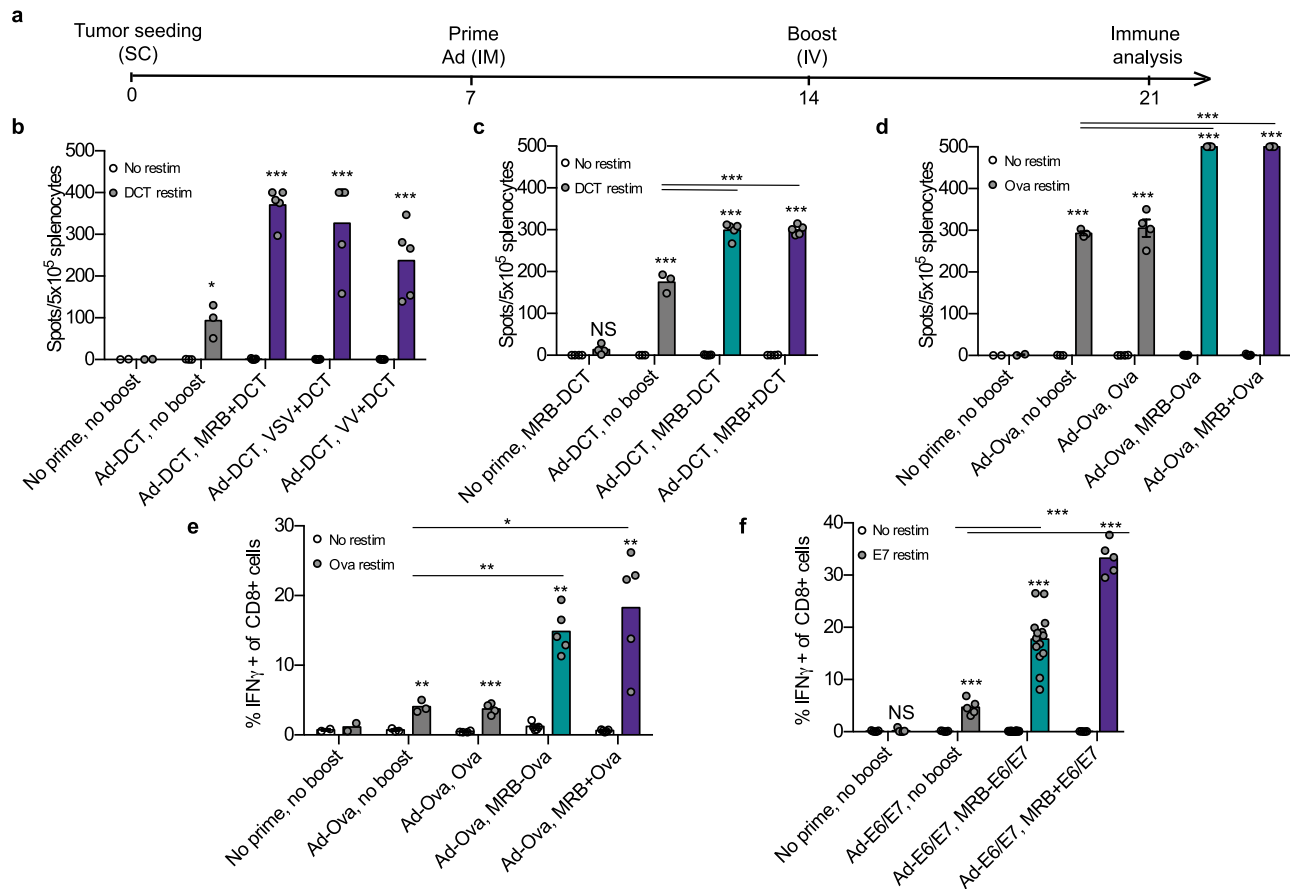 a
Tumor seeding
(SC)
Prime
Ad (IM)
Boost
(IV)
Immune
analysis
0
7
14
21
b
Spots/5x10⁵ splenocytes
500
400
300
200
100
0
No restim
DCT restim
*
***
***
***
No prime, no boost
Ad-DCT, no boost
Ad-DCT, MRB+DCT
Ad-DCT, VSV+DCT
Ad-DCT, VV+DCT
c
Spots/5x10⁵ splenocytes
500
400
300
200
100
0
No restim
DCT restim
***
NS
***
***
***
No prime, MRB-DCT
Ad-DCT, no boost
Ad-DCT, MRB-DCT
Ad-DCT, MRB+DCT
d
Spots/5x10⁵ splenocytes
500
400
300
200
100
0
No restim
Ova restim
***
***
***
***
***
No prime, no boost
Ad-Ova, no boost
Ad-Ova, Ova
Ad-Ova, MRB-Ova
Ad-Ova, MRB+Ova
e
% IFNγ + of CD8+ cells
30
20
10
0
No restim
Ova restim
*
**
**
***
**
**
No prime, no boost
Ad-Ova, no boost
Ad-Ova, Ova
Ad-Ova, MRB-Ova
Ad-Ova, MRB+Ova
f
% IFNγ + of CD8+ cells
40
30
20
10
0
No restim
E7 restim
***
NS
***
***
***
No prime, no boost
Ad-E6/E7, no boost
Ad-E6/E7, MRB-E6/E7
Ad-E6/E7, MRB+E6/E7